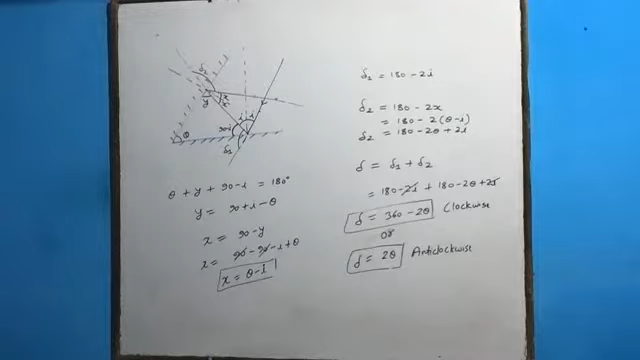 θ
θ + y + 90-i = 180°
y = 90+i-θ
x = 90-y
x = 90-90-i+θ
x = θ-i
δ₁ = 180-2i
δ₂ = 180-2x
= 180-2(θ-i)
δ₂ = 180-2θ+2i
δ = δ₁ + δ₂
= 180-2i + 180-2θ+2i
δ = 360-2θ Clockwise
or
δ = 2θ Anticlockwise